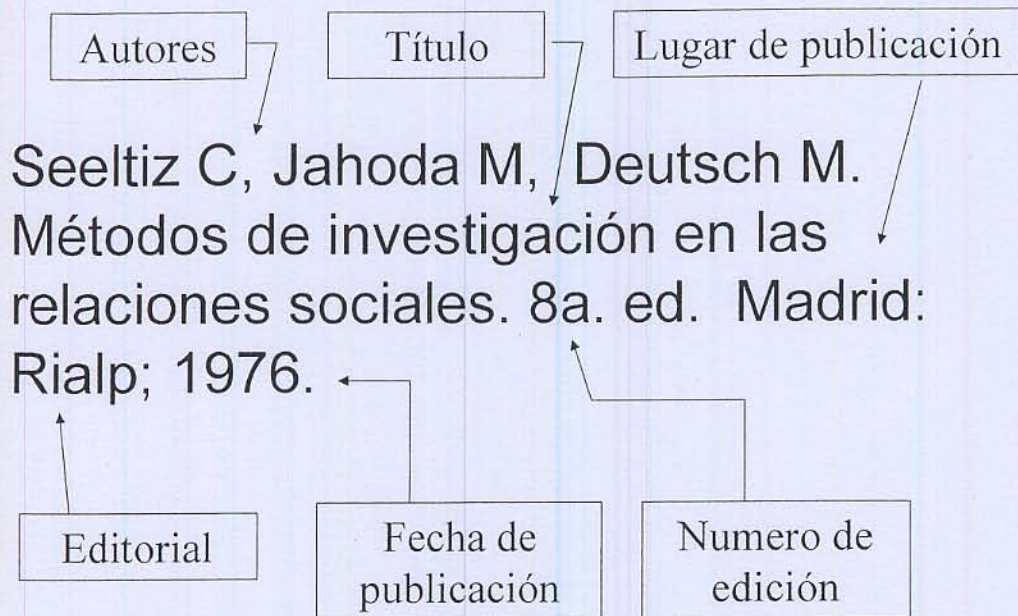 Autores
Título
Lugar de publicación
Seeltiz C, Jahoda M, Deutsch M.
Métodos de investigación en las
relaciones sociales. 8a. ed. Madrid:
Rialp; 1976.
Editorial
Fecha de
publicación
Numero de
edición